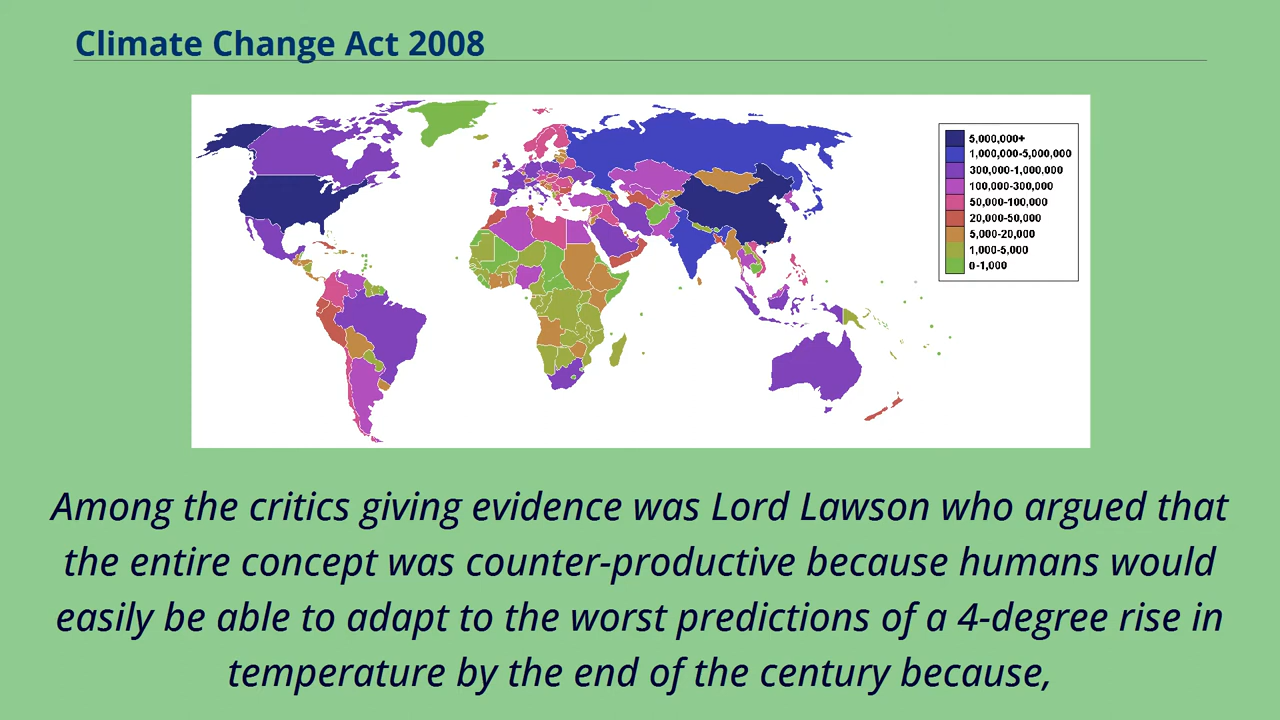 Climate Change Act 2008
5,000,000+
1,000,000-5,000,000
300,000-1,000,000
100,000-300,000
50,000-100,000
20,000-50,000
5,000-20,000
1,000-5,000
0-1,000
Among the critics giving evidence was Lord Lawson who argued that
the entire concept was counter-productive because humans would
easily be able to adapt to the worst predictions of a 4-degree rise in
temperature by the end of the century because,